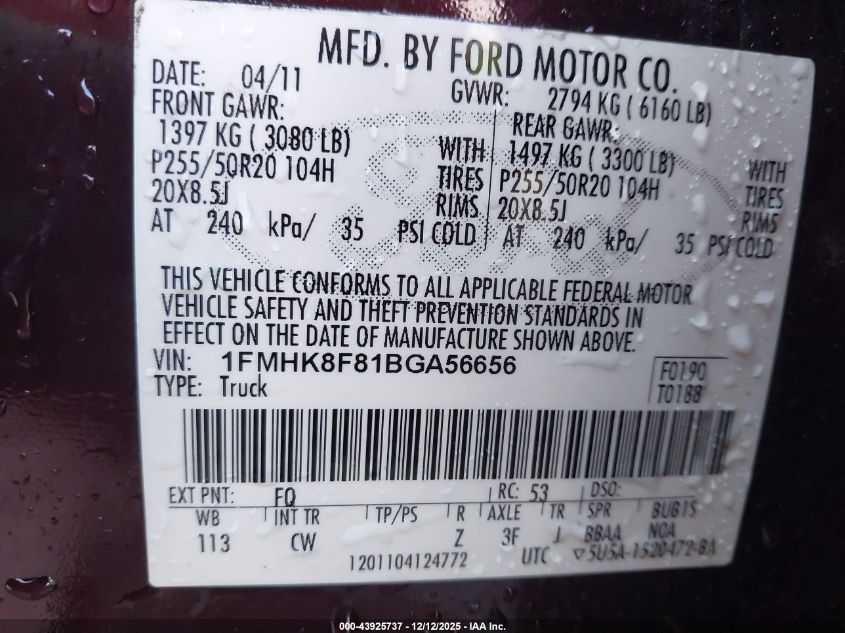 MFD. BY FORD MOTOR CO.
DATE: 04/11 GVWR: 2794 KG ( 6160 LB)
FRONT GAWR: REAR GAWR:
1397 KG ( 3080 LB) WITH 1497 KG ( 3300 LB) WITH
P255/50R20 104H TIRES P255/50R20 104H TIRES
20X8.5J RIMS 20X8.5J RIMS
AT 240 kPa/ 35 PSI COLD AT 240 kPa/ 35 PSI COLD
THIS VEHICLE CONFORMS TO ALL APPLICABLE FEDERAL MOTOR
VEHICLE SAFETY AND THEFT PREVENTION STANDARDS IN
EFFECT ON THE DATE OF MANUFACTURE SHOWN ABOVE.
VIN: 1FMHK8F81BGA56656
TYPE: Truck
F0190
T0188
EXT PNT: FQ RC: 53 DSO:
WB INT TR TP/PS R AXLE TR SPR BUB1S
113 CW Z 3F J BBAA NOA
1201104124772 UTC 5U5A-1520472-BA
000-43925737 - 12/12/2025 - IAA Inc.